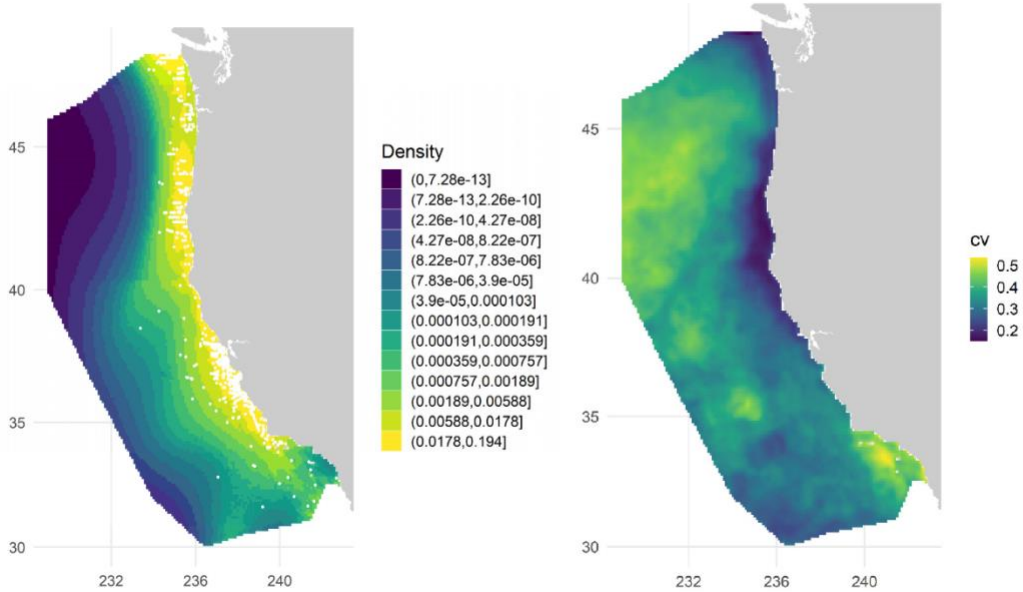 45
40
35
30
232
236
240
Density
(0,7.28e-13]
(7.28e-13,2.26e-10]
(2.26e-10,4.27e-08]
(4.27e-08,8.22e-07]
(8.22e-07,7.83e-06]
(7.83e-06,3.9e-05]
(3.9e-05,0.000103]
(0.000103,0.000191]
(0.000191,0.000359]
(0.000359,0.000757]
(0.000757,0.00189]
(0.00189,0.00588]
(0.00588,0.0178]
(0.0178,0.194]
45
40
35
30
232
236
240
CV
0.5
0.4
0.3
0.2